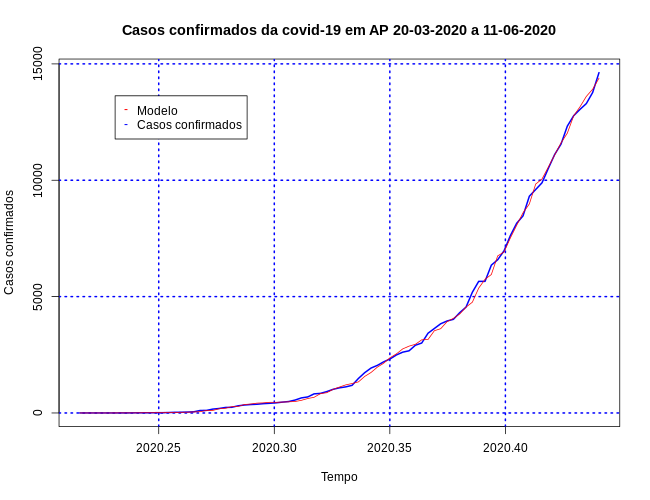 Casos confirmados da covid-19 em AP 20-03-2020 a 11-06-2020
15000
10000
5000
0
Casos confirmados
- Modelo
- Casos confirmados
2020.25 2020.30 2020.35 2020.40
Tempo